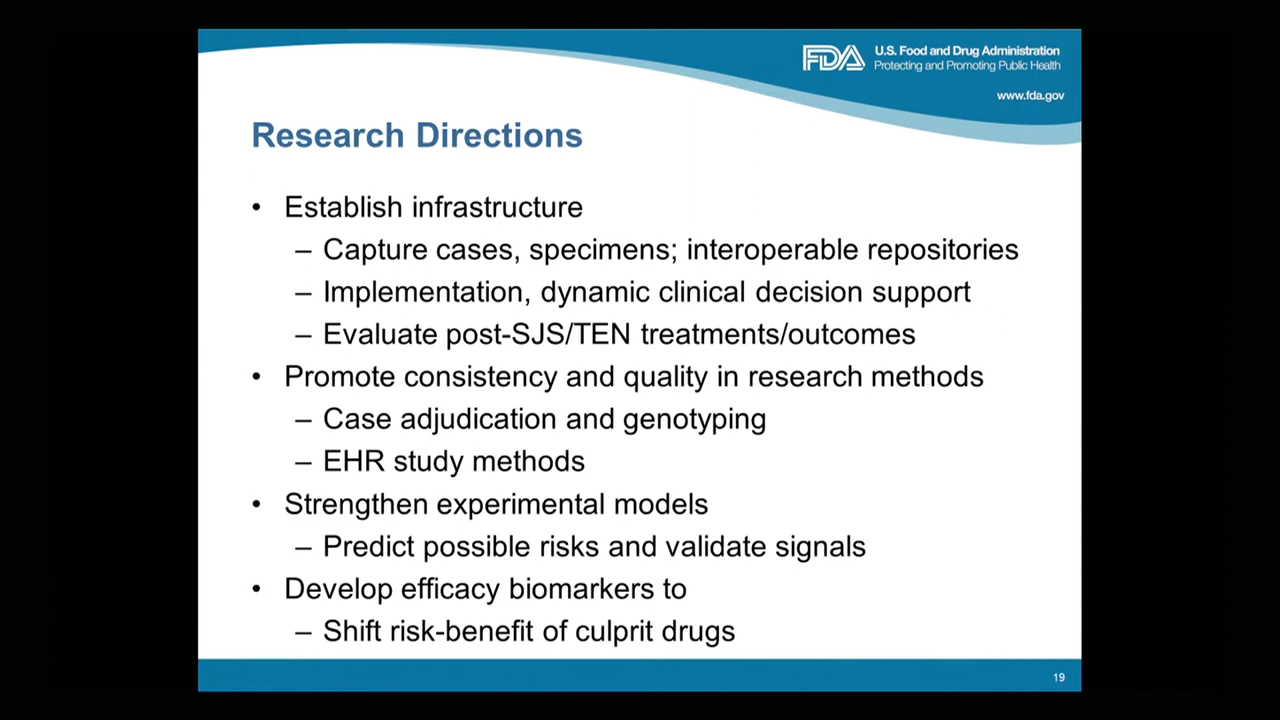 FDA
U.S. Food and Drug Administration
Protecting and Promoting Public Health
www.fda.gov
Research Directions
• Establish infrastructure
– Capture cases, specimens; interoperable repositories
– Implementation, dynamic clinical decision support
– Evaluate post-SJS/TEN treatments/outcomes
• Promote consistency and quality in research methods
– Case adjudication and genotyping
– EHR study methods
• Strengthen experimental models
– Predict possible risks and validate signals
• Develop efficacy biomarkers to
– Shift risk-benefit of culprit drugs
19